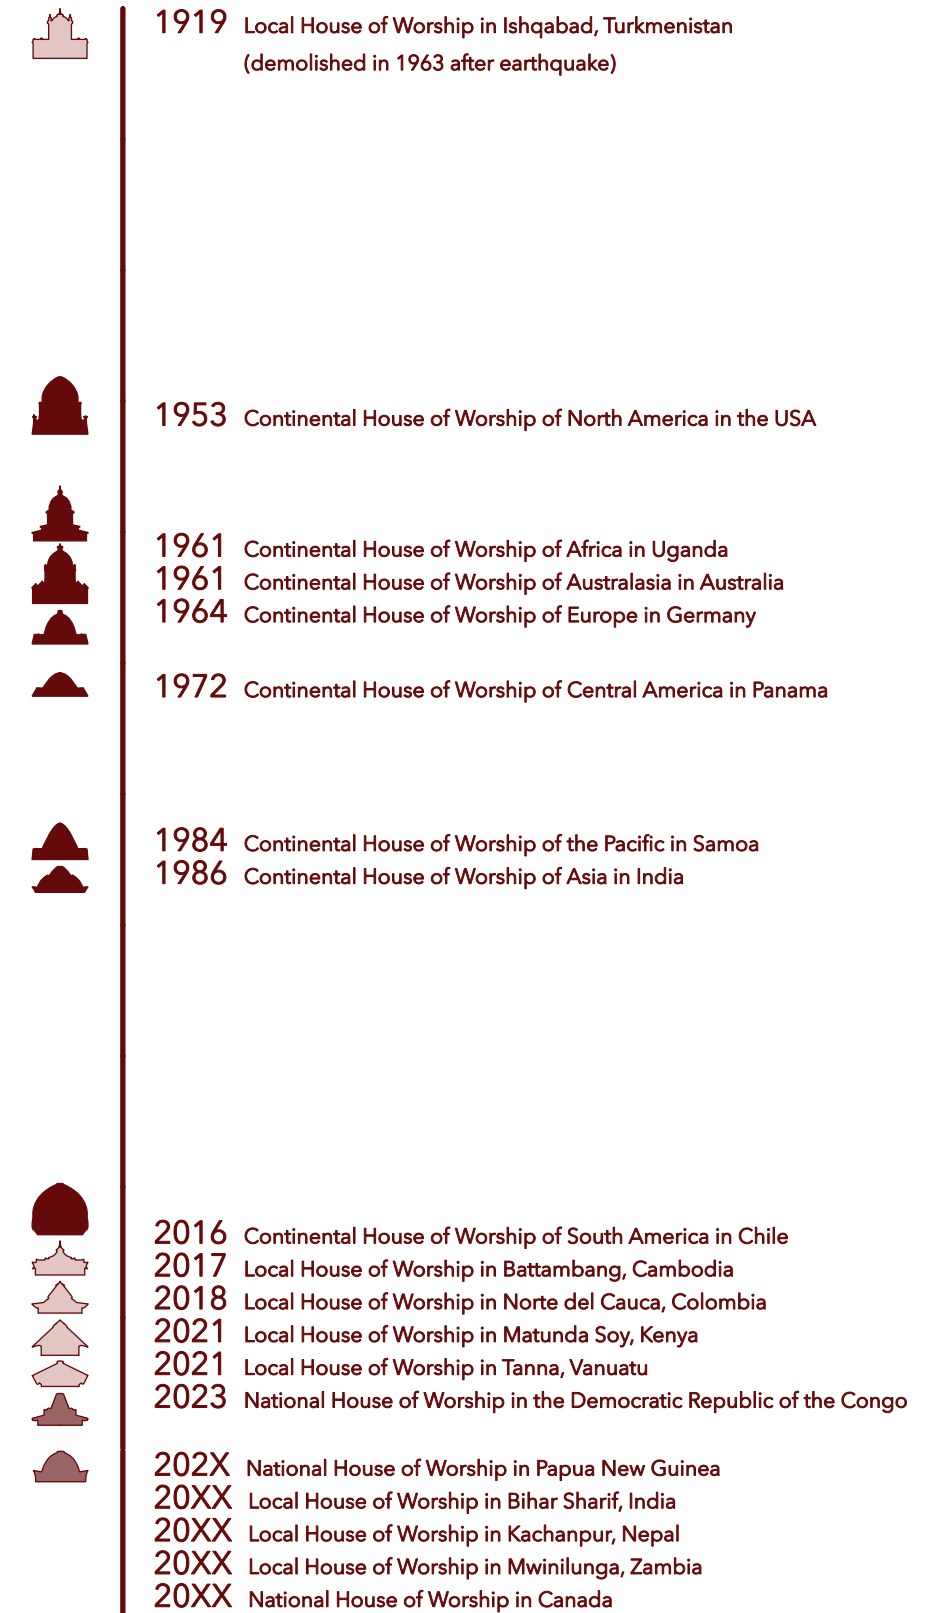 1919 Local House of Worship in Ishqabad, Turkmenistan
(demolished in 1963 after earthquake)
1953 Continental House of Worship of North America in the USA
1961 Continental House of Worship of Africa in Uganda
1961 Continental House of Worship of Australasia in Australia
1964 Continental House of Worship of Europe in Germany
1972 Continental House of Worship of Central America in Panama
1984 Continental House of Worship of the Pacific in Samoa
1986 Continental House of Worship of Asia in India
2016 Continental House of Worship of South America in Chile
2017 Local House of Worship in Battambang, Cambodia
2018 Local House of Worship in Norte del Cauca, Colombia
2021 Local House of Worship in Matunda Soy, Kenya
2021 Local House of Worship in Tanna, Vanuatu
2023 National House of Worship in the Democratic Republic of the Congo
202X National House of Worship in Papua New Guinea
20XX Local House of Worship in Bihar Sharif, India
20XX Local House of Worship in Kachanpur, Nepal
20XX Local House of Worship in Mwinilunga, Zambia
20XX National House of Worship in Canada